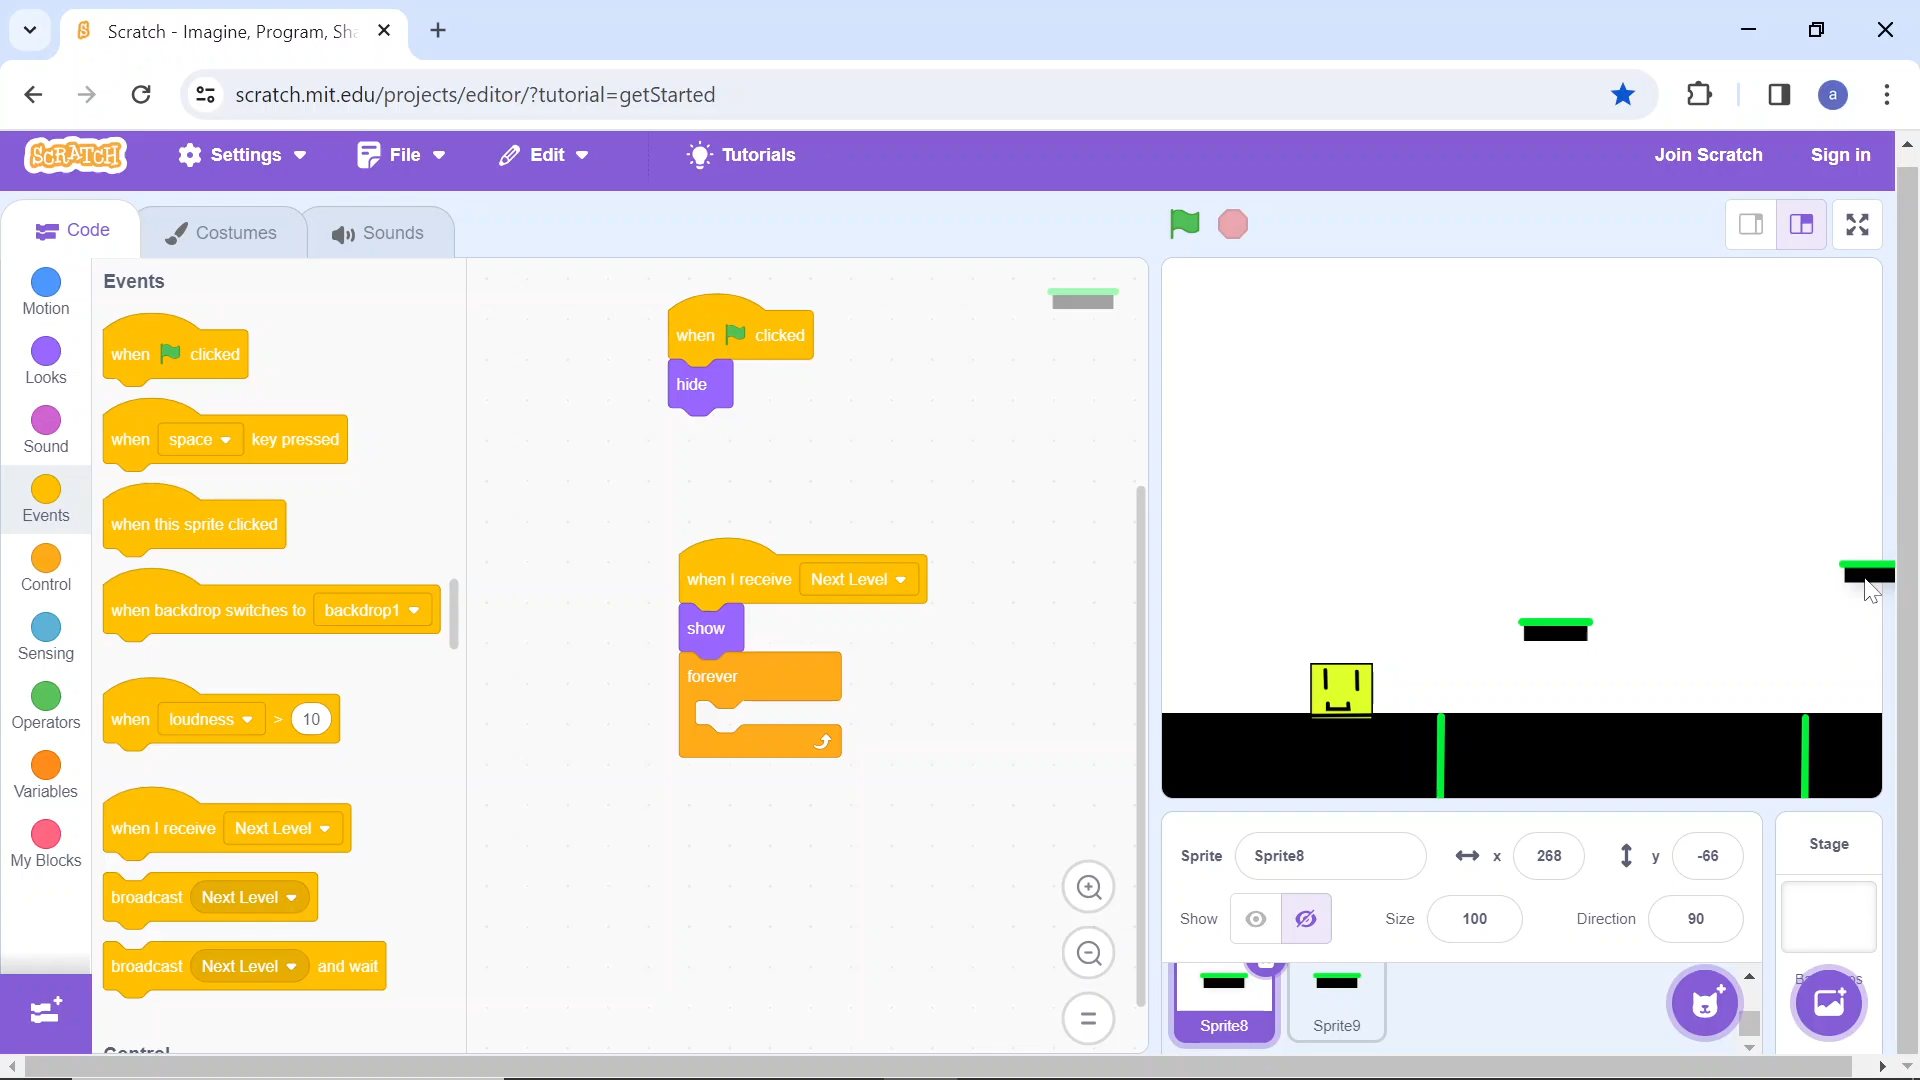 Scratch - Imagine, Program, Sha
scratch.mit.edu/projects/editor/?tutorial=getStarted
a
SCRATCH
Settings
File
Edit
Tutorials
Join Scratch
Sign in
Code
Costumes
Sounds
Motion
Looks
Sound
Events
Control
Sensing
Operators
Variables
My Blocks
Events
when clicked
when space key pressed
when this sprite clicked
when backdrop switches to backdrop1
when loudness > 10
when I receive Next Level
broadcast Next Level
broadcast Next Level and wait
Control
when clicked
hide
when I receive Next Level
show
forever
Sprite Sprite8 x 268 y -66
Show Size 100 Direction 90
Sprite8
Sprite9
Stage